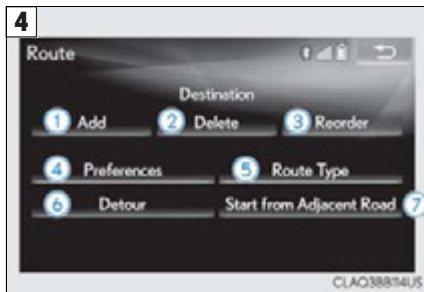 4
Route
Destination
1 Add 2 Delete 3 Reorder
4 Preferences 5 Route Type
6 Detour Start from Adjacent Road 7
CLAQ3BB114US